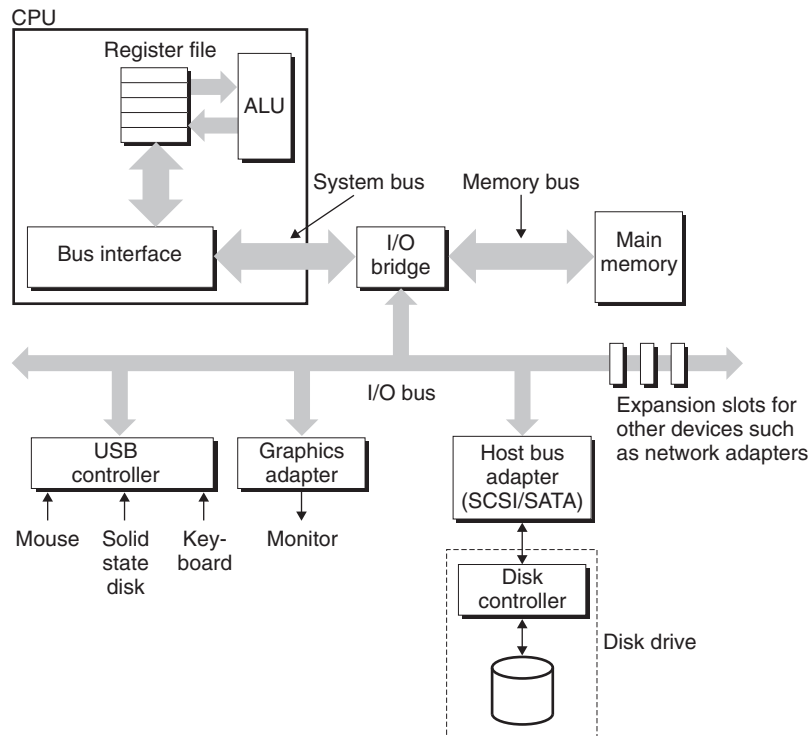 CPU
Register file
ALU
System bus
Memory bus
Bus interface
I/O
bridge
Main
memory
I/O bus
Expansion slots for
other devices such
as network adapters
USB
controller
Graphics
adapter
Host bus
adapter
(SCSI/SATA)
Mouse
Solid
state
disk
Key-
board
Monitor
Disk
controller
Disk drive